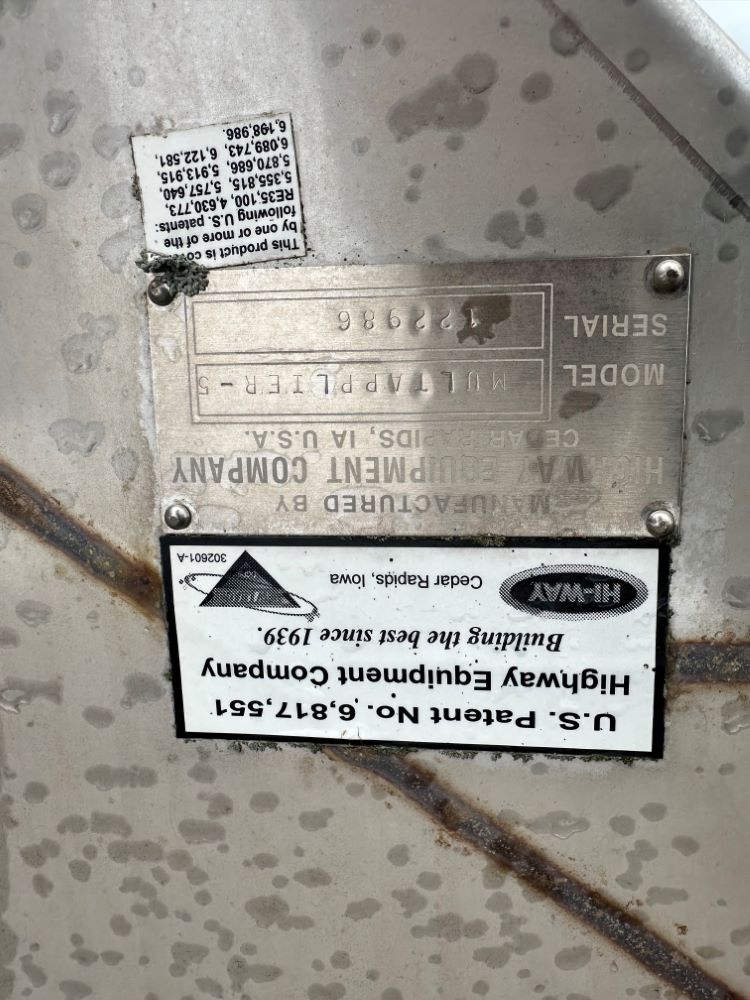 U.S. Patent No. 6,817,551
Highway Equipment Company
Building the best since 1939.
HI-WAY
Cedar Rapids, Iowa
302601-A
MANUFACTURED BY
HIGHWAY EQUIPMENT COMPANY
CEDAR RAPIDS, IA U.S.A.
MODEL MULTAPPLIER-5
SERIAL 122986
This product is co
by one or more of the
following U.S. patents:
RE35,100, 4,630,773,
5,355,815, 5,757,640,
5,870,686, 5,913,915,
6,089,743, 6,122,581,
6,198,986.